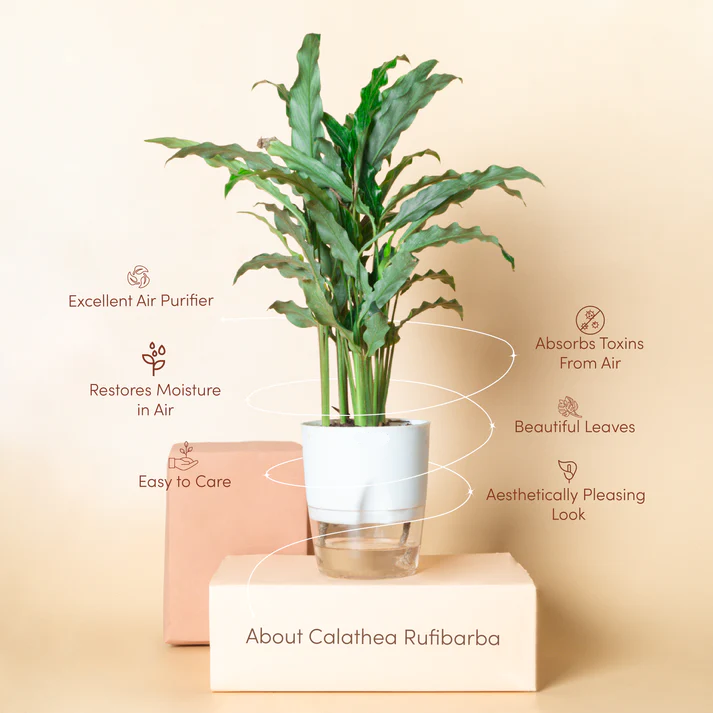 Excellent Air Purifier
Restores Moisture
in Air
Easy to Care
Absorbs Toxins
From Air
Beautiful Leaves
Aesthetically Pleasing
Look
About Calathea Rufibarba